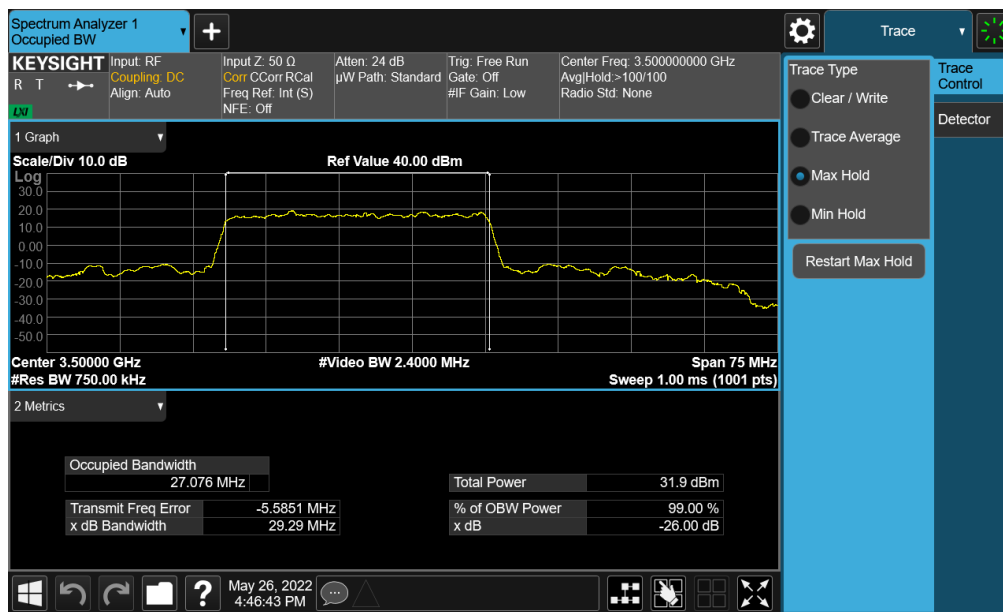 Spectrum Analyzer 1
Occupied BW
Trace
KEYSIGHT
R T
LXI
Input: RF
Coupling: DC
Align: Auto
Input Z: 50 Ω
Corr CCorr RCal
Freq Ref: Int (S)
NFE: Off
Atten: 24 dB
µW Path: Standard
Trig: Free Run
Gate: Off
#IF Gain: Low
Center Freq: 3.500000000 GHz
Avg|Hold:>100/100
Radio Std: None
1 Graph
Scale/Div 10.0 dB
Ref Value 40.00 dBm
Log
30.0
20.0
10.0
0.00
-10.0
-20.0
-30.0
-40.0
-50.0
Center 3.50000 GHz
#Video BW 2.4000 MHz
Span 75 MHz
#Res BW 750.00 kHz
Sweep 1.00 ms (1001 pts)
2 Metrics
Occupied Bandwidth
27.076 MHz
Transmit Freq Error -5.5851 MHz
x dB Bandwidth 29.29 MHz
Total Power 31.9 dBm
% of OBW Power 99.00 %
x dB -26.00 dB
May 26, 2022
4:46:43 PM
Trace Type
Clear / Write
Trace Average
Max Hold
Min Hold
Restart Max Hold
Trace
Control
Detector